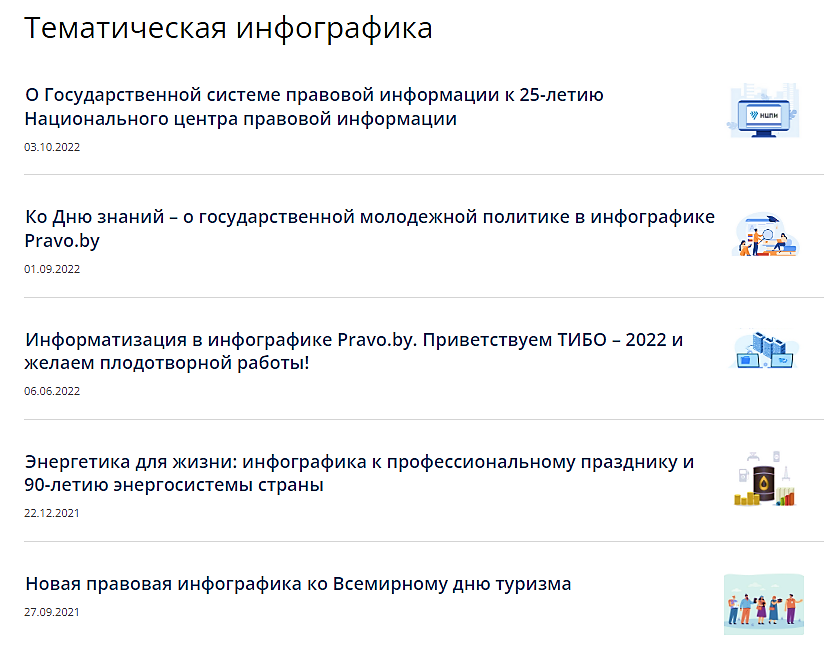 Тематическая инфографика
О Государственной системе правовой информации к 25-летию
Национального центра правовой информации
03.10.2022
НЦПИ
Ко Дню знаний – о государственной молодежной политике в инфографике
Pravo.by
01.09.2022
Информатизация в инфографике Pravo.by. Приветствуем ТИБО – 2022 и
желаем плодотворной работы!
06.06.2022
Энергетика для жизни: инфографика к профессиональному празднику и
90-летию энергосистемы страны
22.12.2021
Новая правовая инфографика ко Всемирному дню туризма
27.09.2021